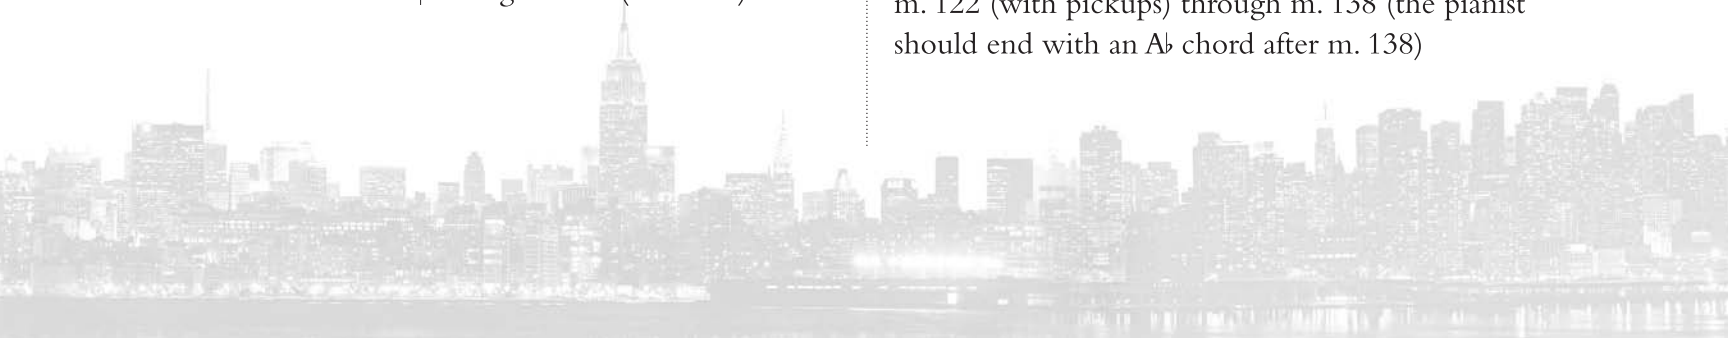 m. 122 (with pickups) through m. 138 (the pianist
should end with an A♭ chord after m. 138)